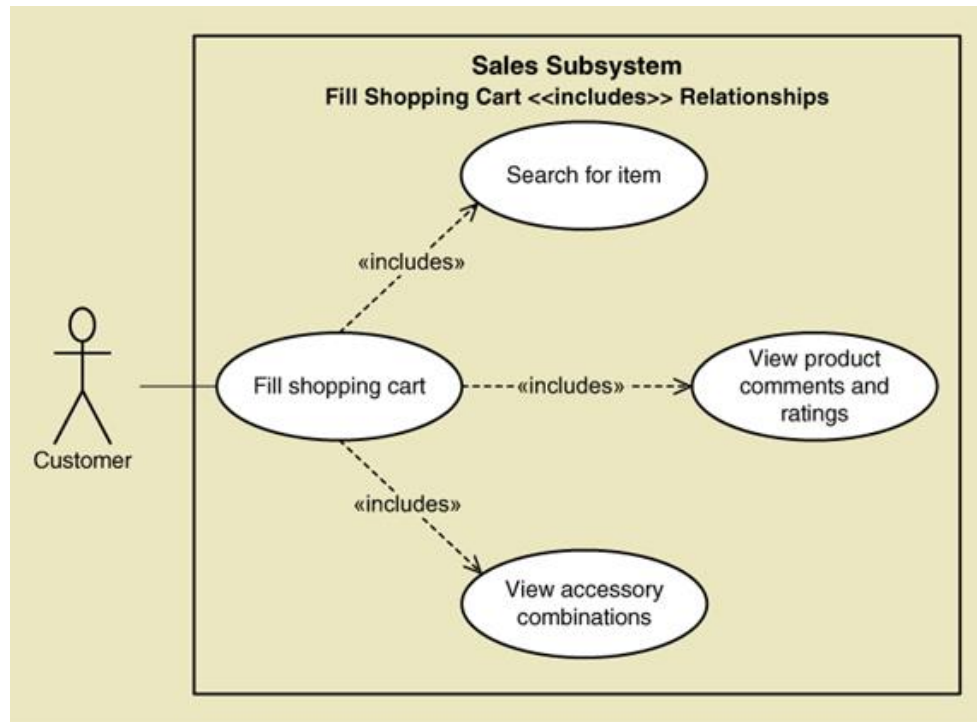 Sales Subsystem
Fill Shopping Cart <<includes>> Relationships
Search for item
«includes»
Customer
Fill shopping cart
«includes»
View product
comments and
ratings
«includes»
View accessory
combinations